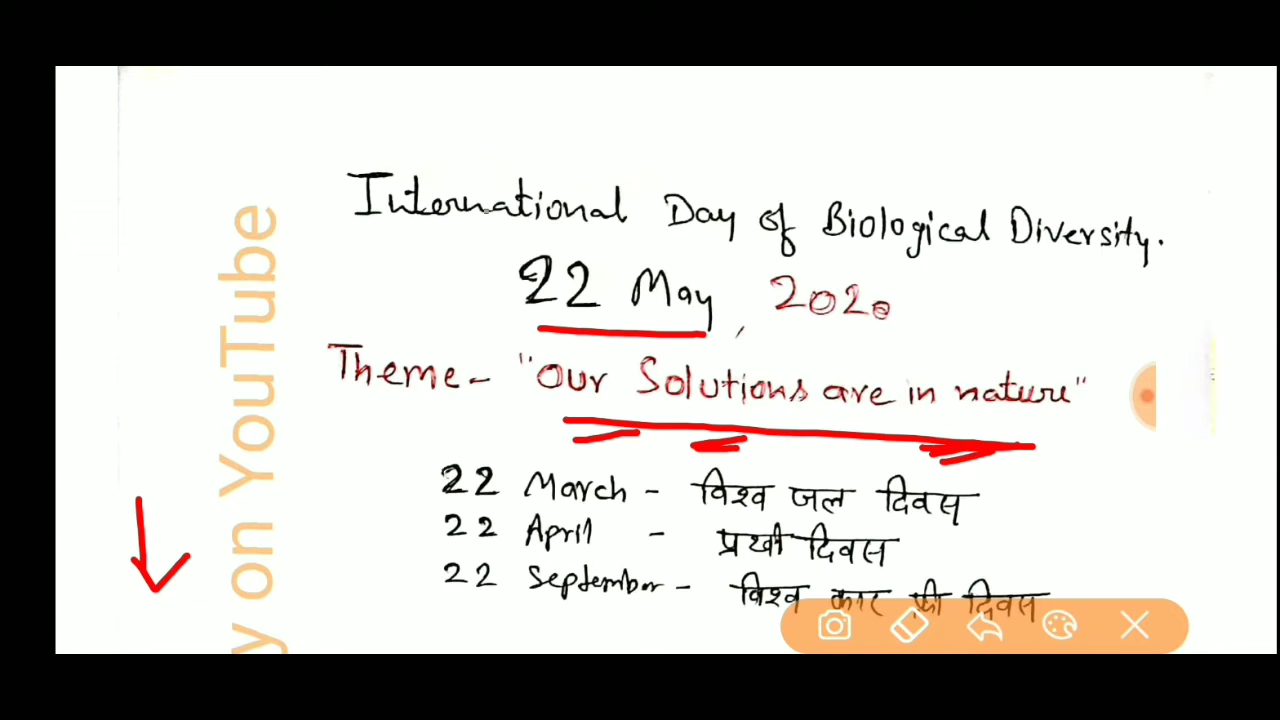 International Day of Biological Diversity.
22 May, 2020
Theme - "Our Solutions are in nature"
22 March - विश्व जल दिवस
22 April - प्रथ्वी दिवस
22 September - विश्व कार फ्री दिवस
y on YouTube